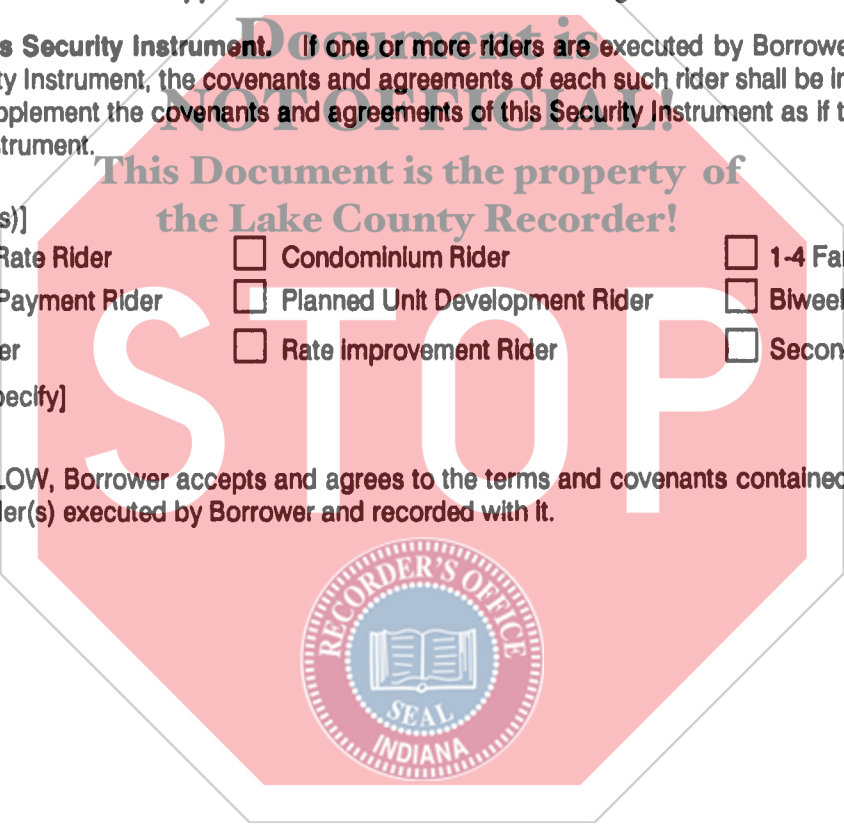 Document is
s Security Instrument. If one or more riders are executed by Borrowe
ty Instrument, the covenants and agreements of each such rider shall be in
pplement the covenants and agreements of this Security Instrument as if t
NOT OFFICIAL!
strument.
This Document is the property of
the Lake County Recorder!
s)]
Rate Rider ☐ Condominium Rider ☐ 1-4 Fa
Payment Rider ☐ Planned Unit Development Rider ☐ Biweek
er ☐ Rate Improvement Rider ☐ Secon
STOP
pecify]
LOW, Borrower accepts and agrees to the terms and covenants contained
der(s) executed by Borrower and recorded with it.
RECORDER'S OFFICE
SEAL
INDIANA